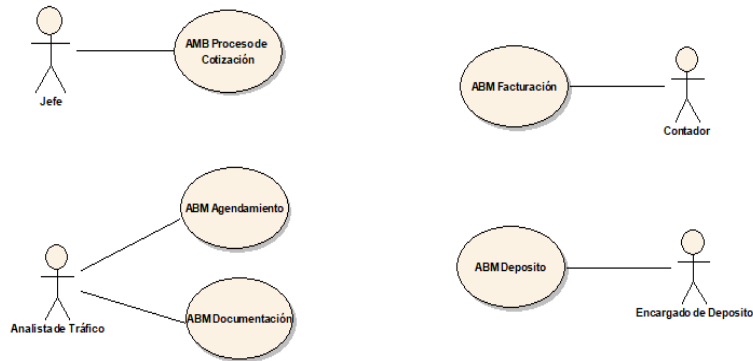 AMB Proceso de
Cotización
Jefe
ABM Facturación
Contador
ABM Agendamiento
ABM Documentación
Analista de Tráfico
ABM Deposito
Encargado de Deposito